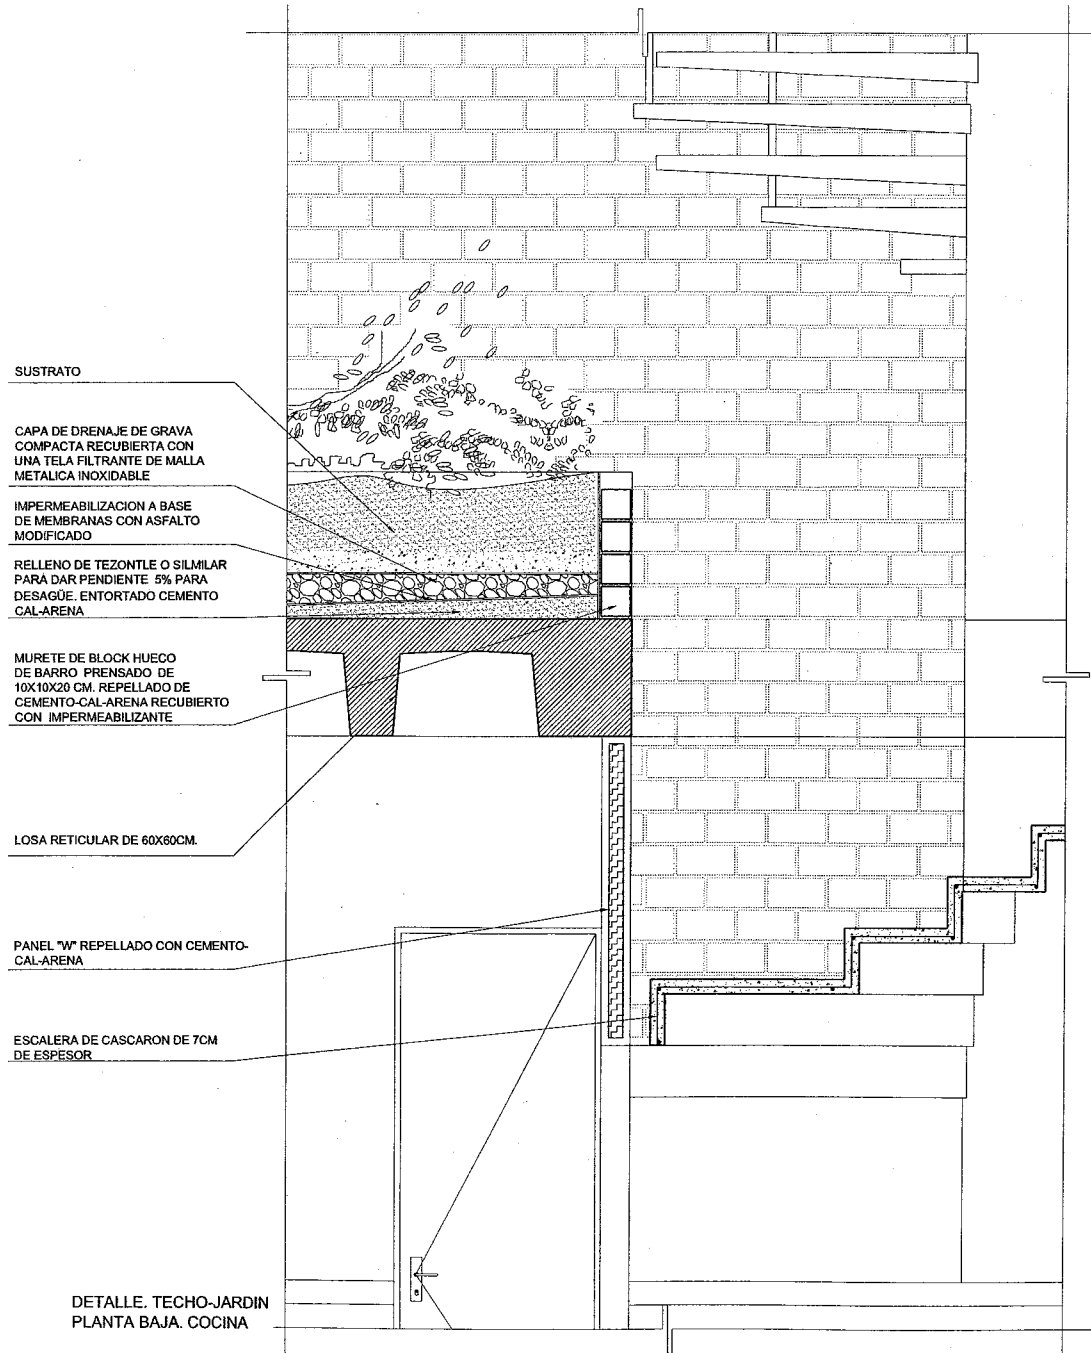 SUSTRATO
CAPA DE DRENAJE DE GRAVA
COMPACTA RECUBIERTA CON
UNA TELA FILTRANTE DE MALLA
METALICA INOXIDABLE
IMPERMEABILIZACION A BASE
DE MEMBRANAS CON ASFALTO
MODIFICADO
RELLENO DE TEZONTLE O SILMILAR
PARA DAR PENDIENTE 5% PARA
DESAGÜE. ENTORTADO CEMENTO
CAL-ARENA
MURETE DE BLOCK HUECO
DE BARRO PRENSADO DE
10X10X20 CM. REPELLADO DE
CEMENTO-CAL-ARENA RECUBIERTO
CON IMPERMEABILIZANTE
LOSA RETICULAR DE 60X60CM.
PANEL "W" REPELLADO CON CEMENTO-
CAL-ARENA
ESCALERA DE CASCARON DE 7CM
DE ESPESOR
DETALLE. TECHO-JARDIN
PLANTA BAJA. COCINA